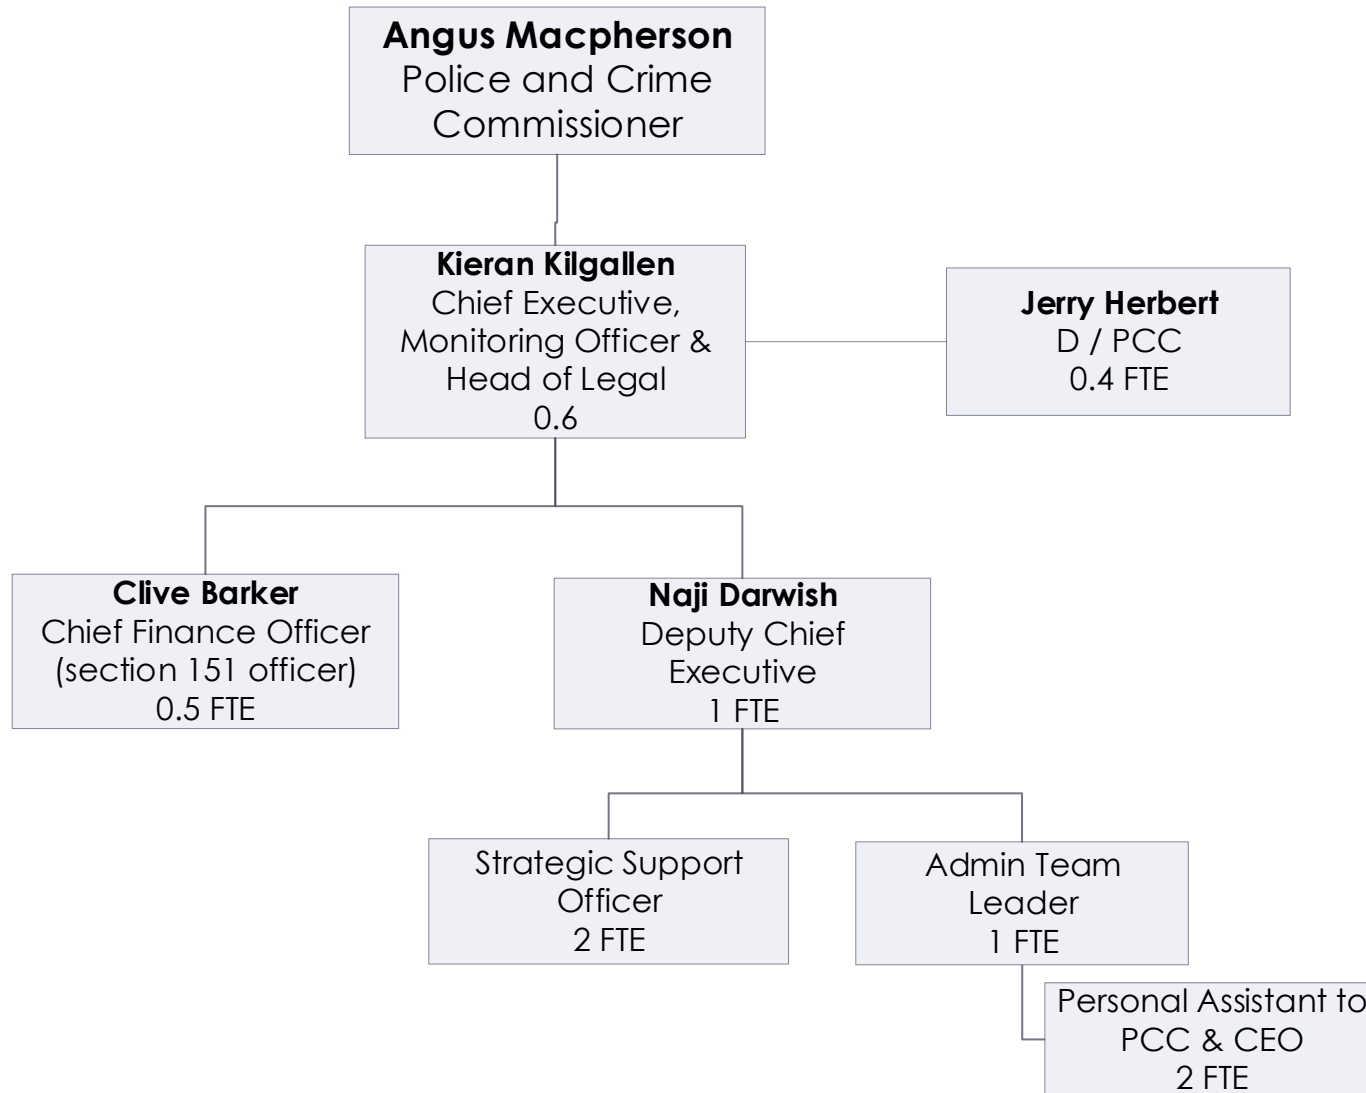 Angus Macpherson
Police and Crime
Commissioner
Kieran Kilgallen
Chief Executive,
Monitoring Officer &
Head of Legal
0.6
Jerry Herbert
D / PCC
0.4 FTE
Clive Barker
Chief Finance Officer
(section 151 officer)
0.5 FTE
Naji Darwish
Deputy Chief
Executive
1 FTE
Strategic Support
Officer
2 FTE
Admin Team
Leader
1 FTE
Personal Assistant to
PCC & CEO
2 FTE